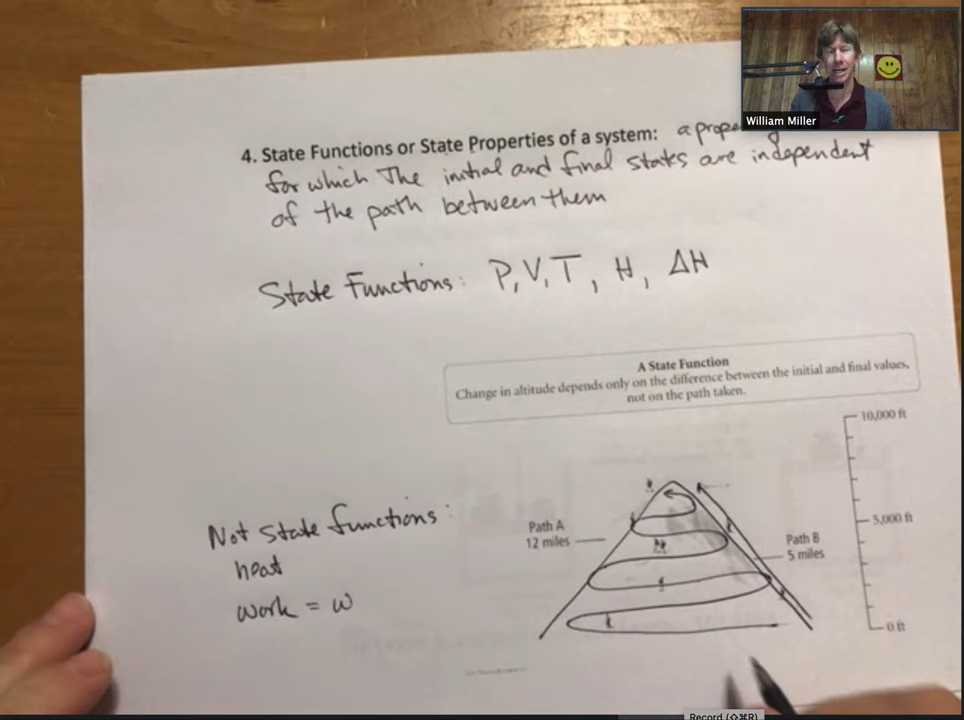 William Miller
4. State Functions or State Properties of a system: a prope
for which The initial and final states are independent
of the path between them
State Functions: P, V, T, H, ΔH
A State Function
Change in altitude depends only on the difference between the initial and final values,
not on the path taken.
10,000 ft
Not state functions:
Path A
12 miles
5,000 ft
Path B
5 miles
heat
work = w
0 ft
Record (⇧⌘R)